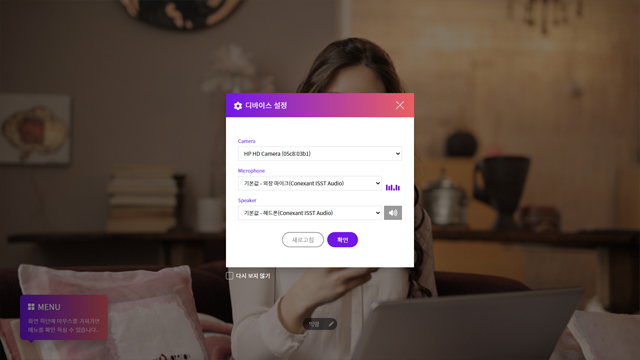 디바이스 설정
Camera
HP HD Camera (05c8:03b1)
Microphone
기본값 - 외장 마이크(Conexant ISST Audio)
Speaker
기본값 - 헤드폰(Conexant ISST Audio)
새로고침
확인
다시 보지 않기
MENU
화면 하단에 마우스를 가져가면
메뉴를 확인 하실 수 있습니다.